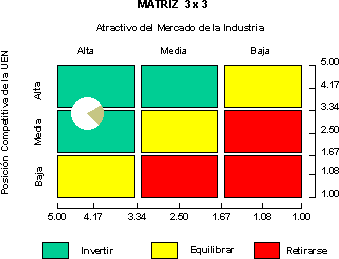 MATRIZ 3 x 3
Atractivo del Mercado de la Industria
Alta Media Baja
Posición Competitiva de la UEN
Alta
Media
Baja
5.00
4.17
3.34
2.50
1.67
1.08
1.00
5.00 4.17 3.34 2.50 1.67 1.08 1.00
Invertir Equilibrar Retirarse